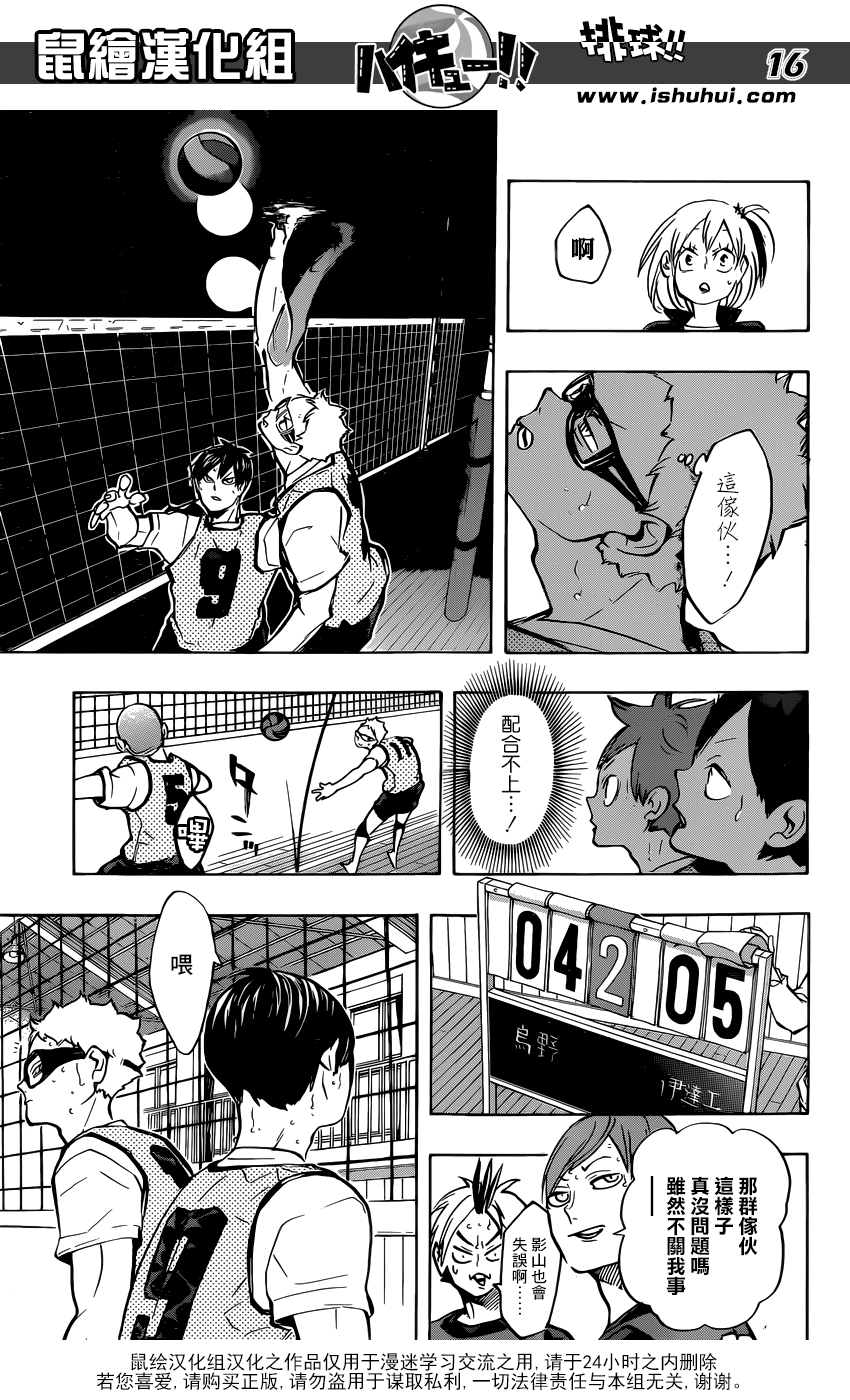 鼠繪漢化組
ハイキュー!!
排球!!
16
www.ishuhui.com
啊
這傢伙…!
9
配合不上…!
5
嗶
タン
04 2 05
烏野
伊達工
喂
9
那群傢伙
這樣子
真沒問題嗎
雖然不關我事
——
影山也會
失誤啊……
鼠绘汉化组汉化之作品仅用于漫迷学习交流之用, 请于24小时之内删除
若您喜爱, 请购买正版, 请勿盗用于谋取私利, 一切法律责任与本组无关, 谢谢。